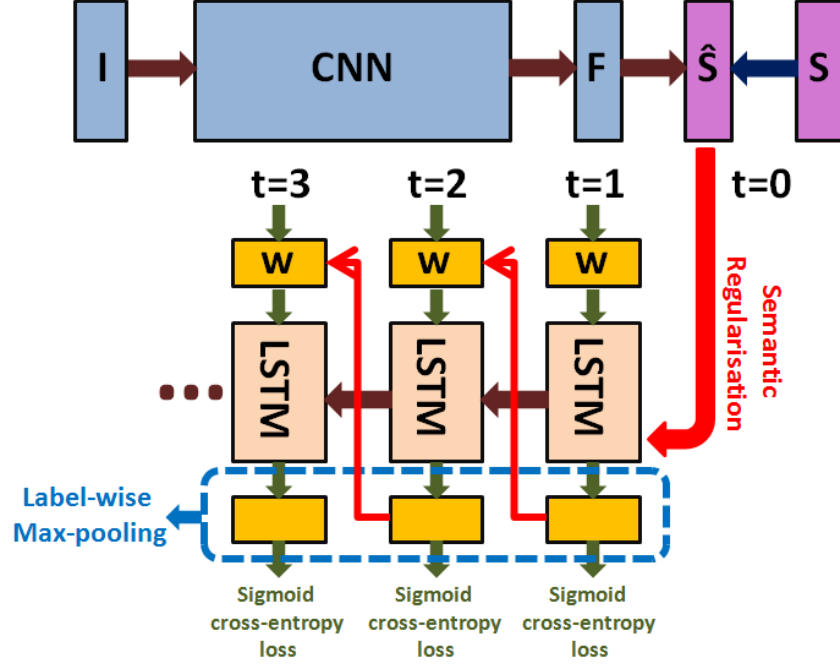 I
CNN
F
Ŝ
S
t=3
t=2
t=1
t=0
W
W
W
Semantic
Regularisation
LSTM
LSTM
LSTM
Label-wise
Max-pooling
Sigmoid
cross-entropy
loss
Sigmoid
cross-entropy
loss
Sigmoid
cross-entropy
loss